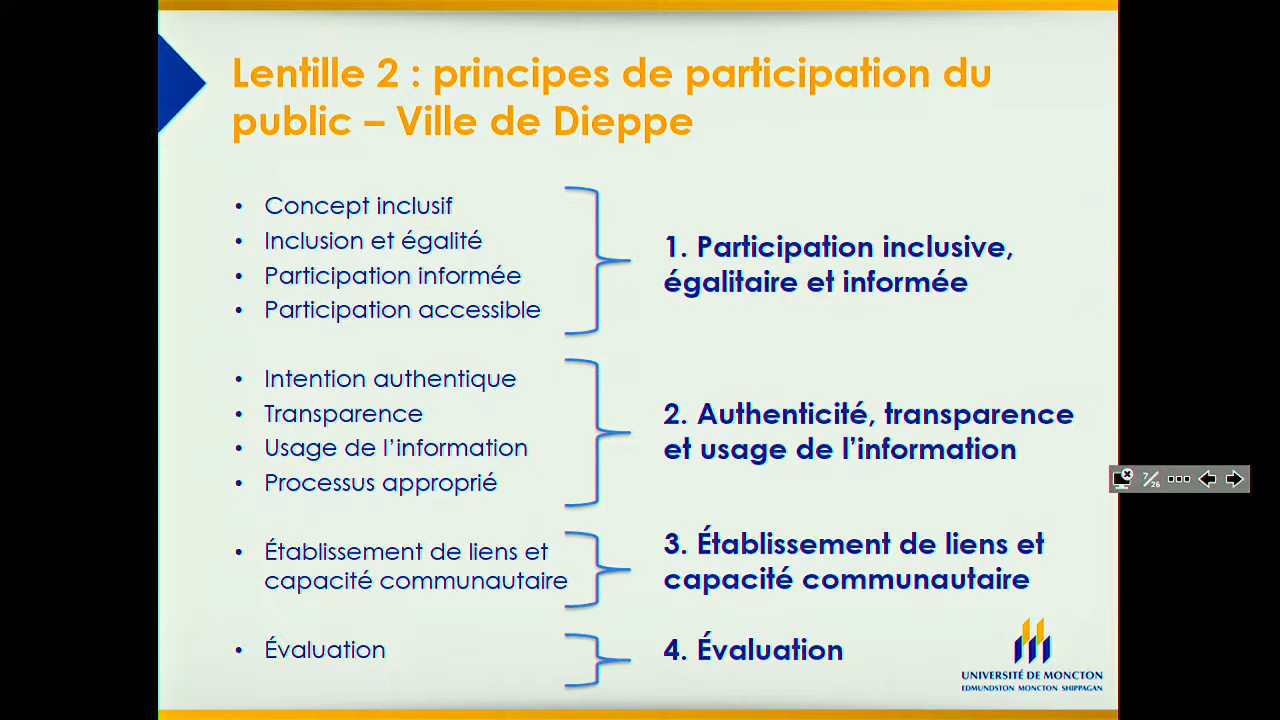 Lentille 2 : principes de participation du
public – Ville de Dieppe
• Concept inclusif
• Inclusion et égalité
• Participation informée
• Participation accessible
1. Participation inclusive,
égalitaire et informée
• Intention authentique
• Transparence
• Usage de l’information
• Processus approprié
2. Authenticité, transparence
et usage de l’information
• Établissement de liens et
capacité communautaire
3. Établissement de liens et
capacité communautaire
• Évaluation
4. Évaluation
7/26
UNIVERSITÉ DE MONCTON
EDMUNDSTON MONCTON SHIPPAGAN